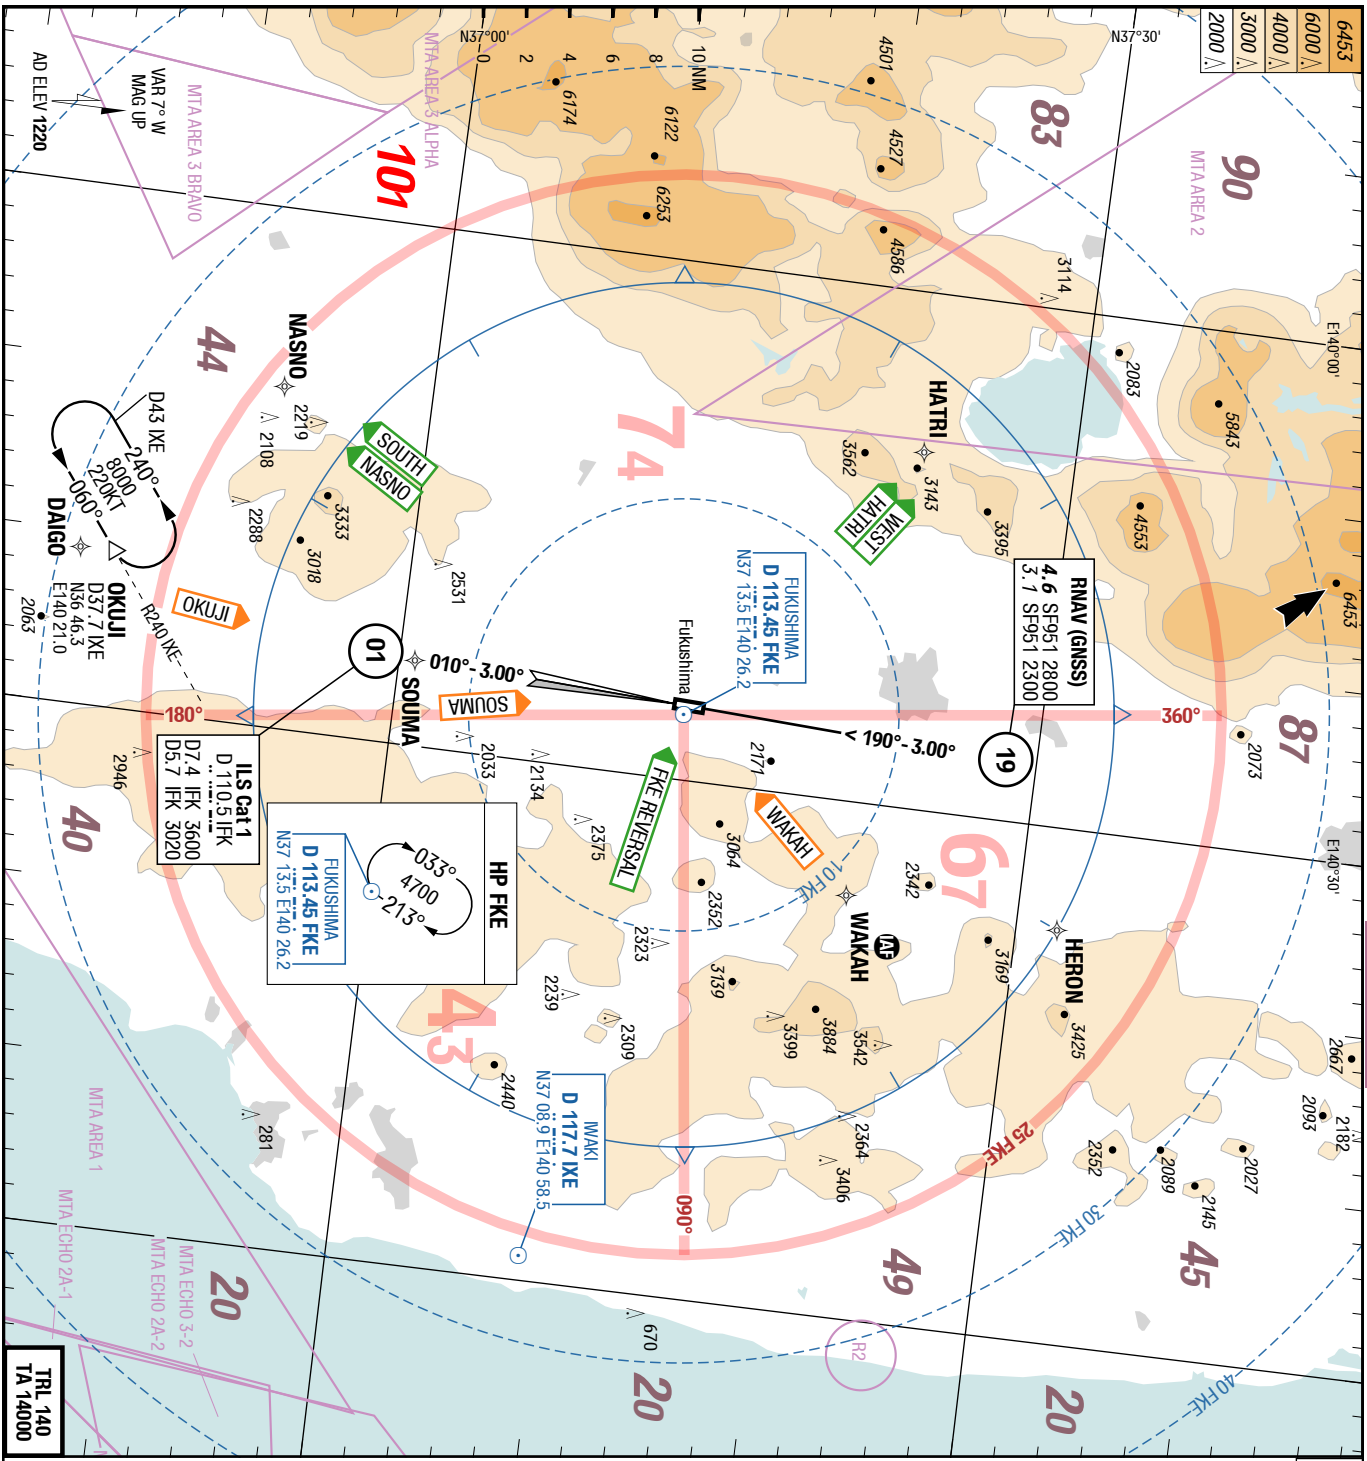 6453
6000
4000
3000
2000
N37°30'
N37°00'
0
2
4
6
8
10 NM
E140°00'
E140°30'
VAR 7° W
MAG UP
AD ELEV 1220
MTA AREA 3 BRAVO
MTA AREA 3 ALPHA
MTA AREA 2
101
83
90
4501
4527
4586
6174
6122
6253
3114
2083
5843
4553
6453
HATRI
3562
3143
3395
WEST
HATRI
74
44
NASNO
2219
2108
2288
3333
3018
2531
SOUTH
NASNO
D43 IXE
240°
8000
220KT
060°
DAIGO
OKUJI
D37.7 IXE
N36 46.3
E140 21.0
2063
R240 IXE
OKUJI
RNAV (GNSS)
4.6 SF951 2800
3.1 SF951 2300
FUKUSHIMA
D 113.45 FKE
N37 13.5 E140 26.2
Fukushima
01
010°-3.00°
SOUMA
SOUMA
180°
360°
< 190°-3.00°
19
87
2073
ILS Cat 1
D 110.5 IFK
D7.4 IFK 3600
D5.7 IFK 3020
2946
40
2033
2134
2375
FKE REVERSAL
2171
3064
WAKAH
2352
10 FKE
2342
67
HP FKE
033°
4700
213°
FUKUSHIMA
D 113.45 FKE
N37 13.5 E140 26.2
WAKAH
IAF
HERON
3169
3425
2323
2239
2309
3139
3399
3884
3542
43
2440
2364
3406
25 FKE
IWAKI
D 117.7 IXE
N37 08.9 E140 58.5
090°
281
670
2667
2093
2182
2352
2089
2027
2145
30 FKE
40 FKE
49
45
20
20
20
R2
MTA AREA 1
MTA ECHO 2A-1
MTA ECHO 2A-2
MTA ECHO 3-2
TRL 140
TA 14000